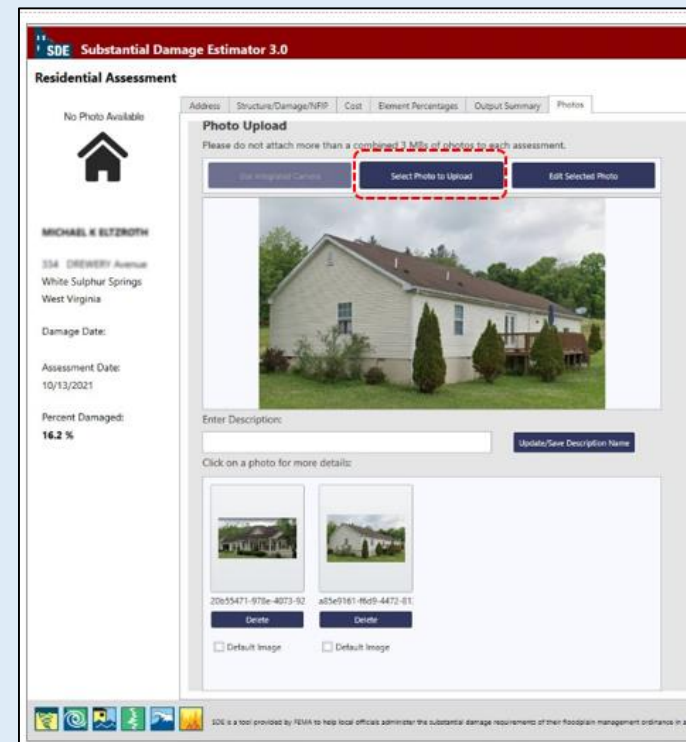 SDE Substantial Damage Estimator 3.0
Residential Assessment
No Photo Available
Address Structure/Damage/NFIP Cost Element Percentages Output Summary Photos
Photo Upload
Please do not attach more than a combined 3 MBs of photos to each assessment.
Use Integrated Camera Select Photo to Upload Edit Selected Photo
White Sulphur Springs
West Virginia
Damage Date:
Assessment Date:
10/13/2021
Percent Damaged:
16.2 %
Enter Description:
Update/Save Description Name
Click on a photo for more details:
20b55471-978e-4073-92 a85e9161-f6d9-4472-81
Delete Delete
Default Image Default Image
SDE is a tool provided by FEMA to help local officials administer the substantial damage requirements of their floodplain management ordinance in a